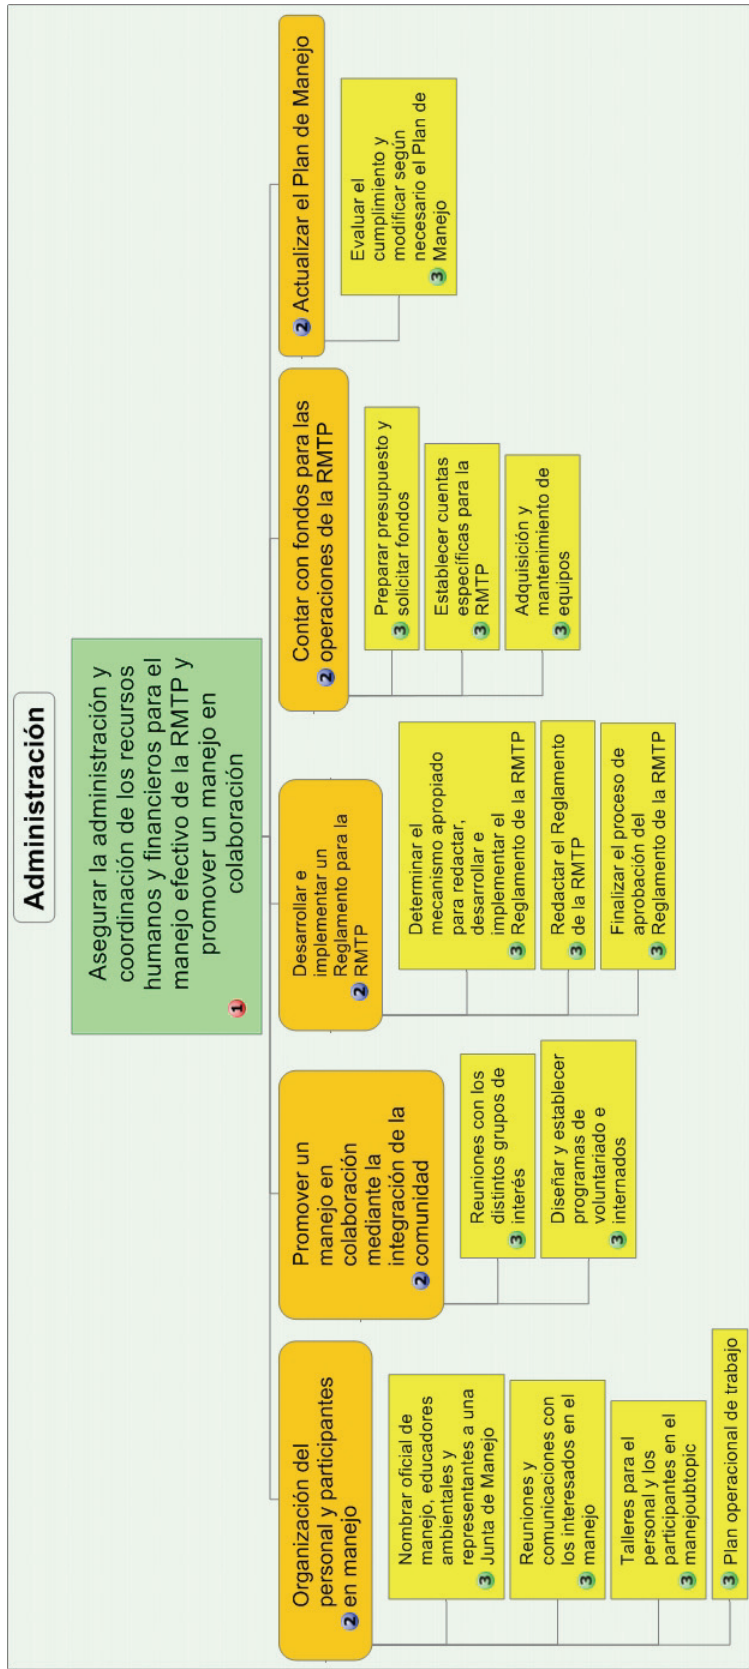 Administración
Asegurar la administración y
coordinación de los recursos
humanos y financieros para el
manejo efectivo de la RMTP y
promover un manejo en
1 colaboración
Organización del
personal y participantes
2 en manejo
Nombrar oficial de
manejo, educadores
ambientales y
representantes a una
3 Junta de Manejo
Reuniones y
comunicaciones con
los interesados en el
3 manejo
Talleres para el
personal y los
participantes en el
3 manejoubtopic
3 Plan operacional de trabajo
Promover un
manejo en
colaboración
mediante la
integración de la
2 comunidad
Reuniones con los
distintos grupos de
3 interés
Diseñar y establecer
programas de
voluntariado e
3 internados
Desarrollar e
implementar un
Reglamento para la
2 RMTP
Determinar el
mecanismo apropiado
para redactar,
desarrollar e
implementar el
3 Reglamento de la RMTP
Redactar el Reglamento
3 de la RMTP
Finalizar el proceso de
aprobación del
3 Reglamento de la RMTP
Contar con fondos para las
2 operaciones de la RMTP
Preparar presupuesto y
3 solicitar fondos
Establecer cuentas
específicas para la
3 RMTP
Adquisición y
mantenimiento de
3 equipos
2 Actualizar el Plan de Manejo
Evaluar el
cumplimiento y
modificar según
necesario el Plan de
3 Manejo